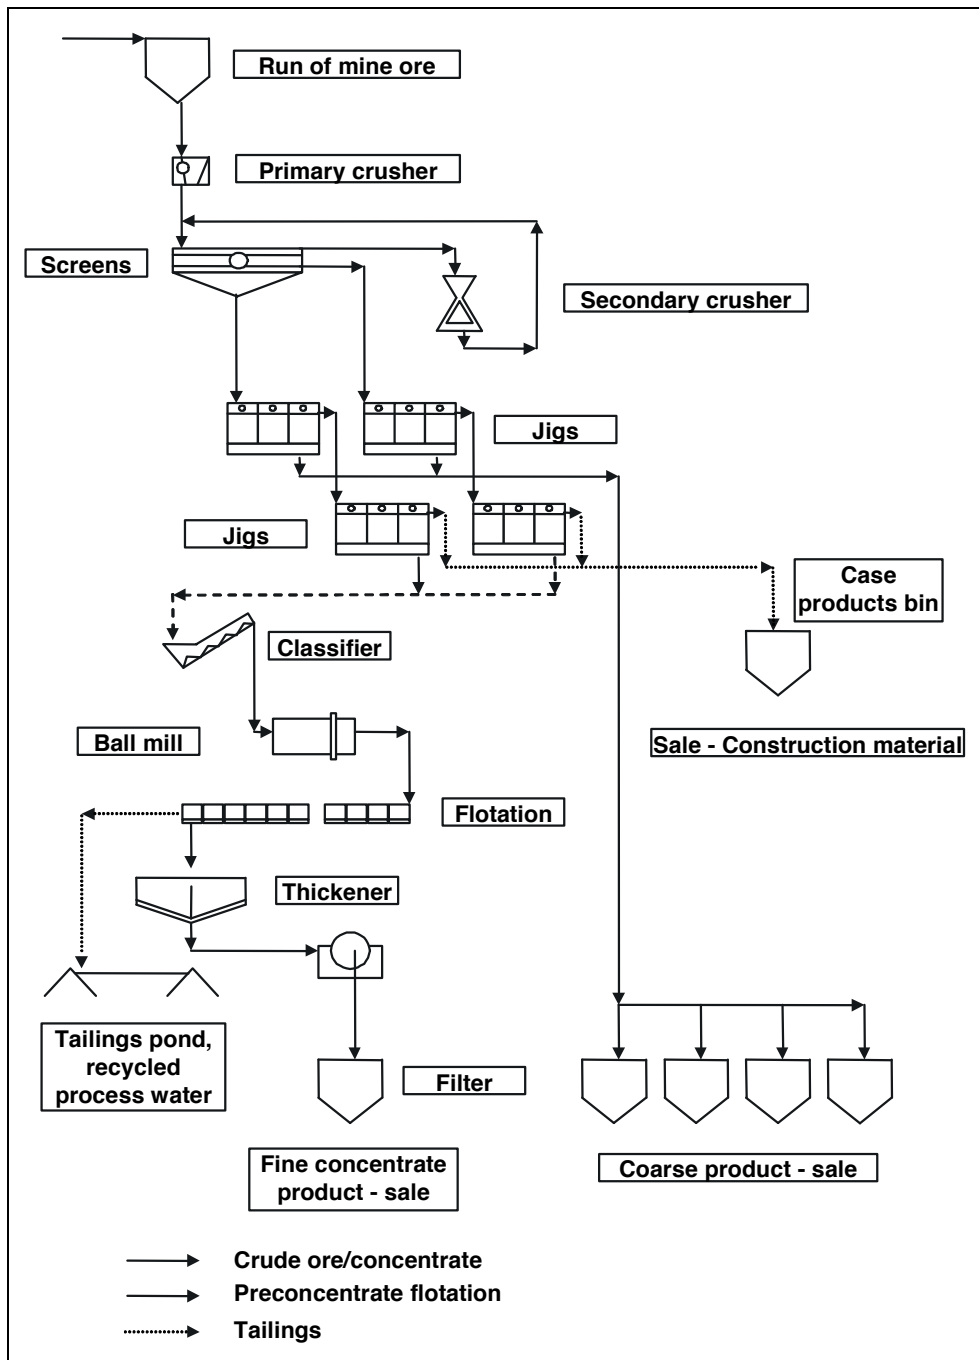 Run of mine ore
Primary crusher
Screens
Secondary crusher
Jigs
Jigs
Case
products bin
Classifier
Ball mill
Sale - Construction material
Flotation
Thickener
Tailings pond,
recycled
process water
Filter
Fine concentrate
product - sale
Coarse product - sale
Crude ore/concentrate
Preconcentrate flotation
Tailings